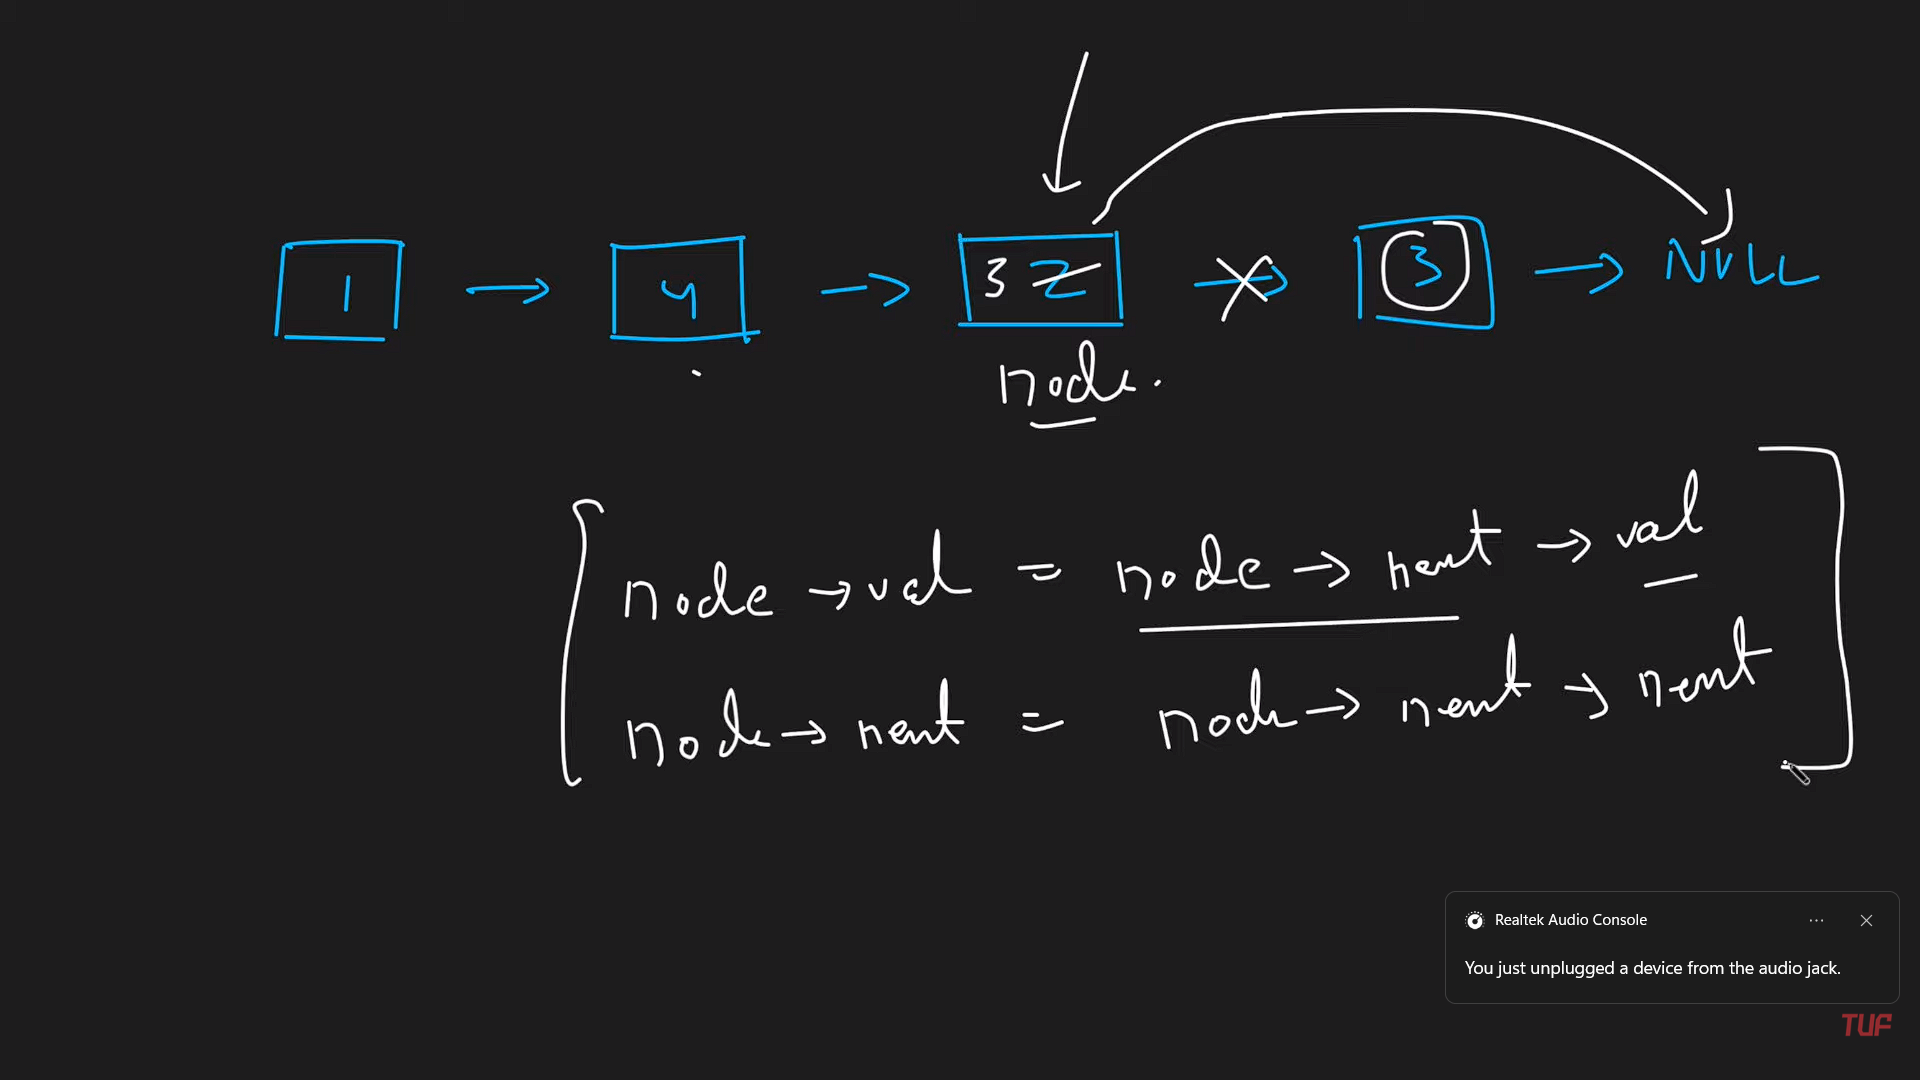 1 → 4 → 3 2 → 3 → NULL
node.
node → val = node → next → val
node → next = node → next → next
Realtek Audio Console
You just unplugged a device from the audio jack.
TUF